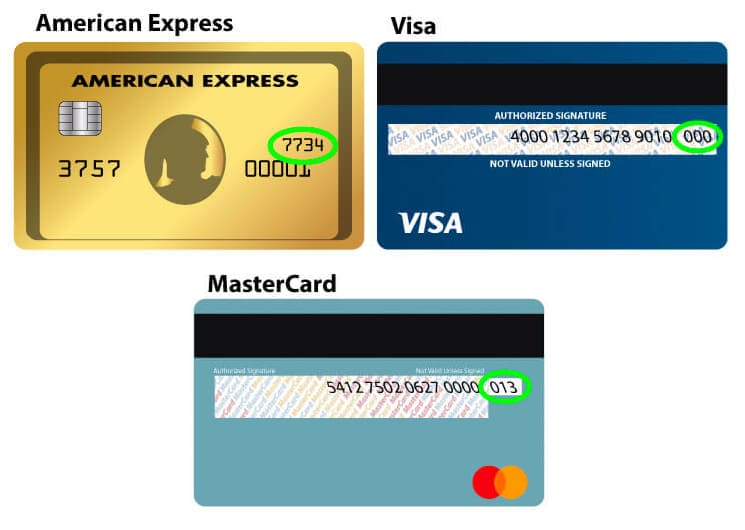 American Express
AMERICAN EXPRESS
7734
3757 00001
Visa
AUTHORIZED SIGNATURE
4000 1234 5678 9010 000
NOT VALID UNLESS SIGNED
VISA
MasterCard
Authorized Signature Not Valid Unless Signed
5412 7502 0627 0000 013